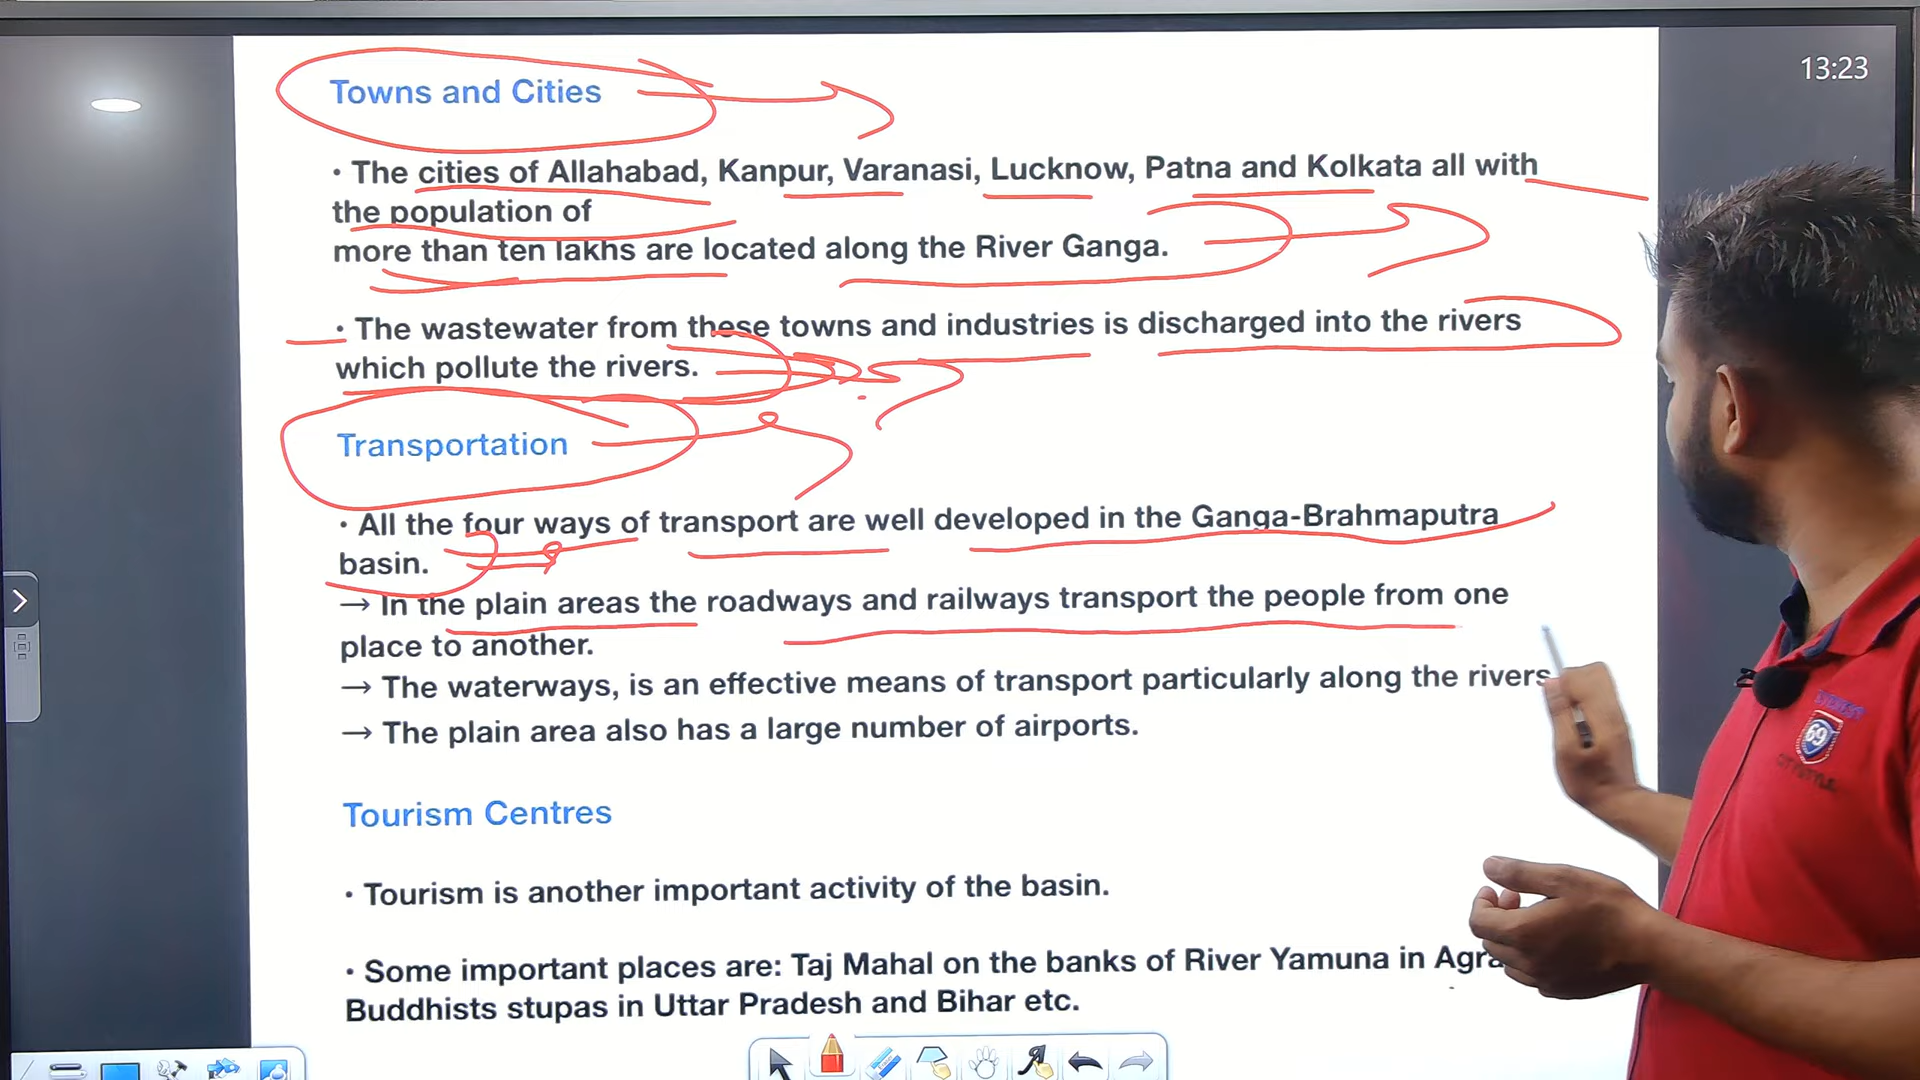 13:23
Towns and Cities
• The cities of Allahabad, Kanpur, Varanasi, Lucknow, Patna and Kolkata all with
the population of
more than ten lakhs are located along the River Ganga.
• The wastewater from these towns and industries is discharged into the rivers
which pollute the rivers.
Transportation
• All the four ways of transport are well developed in the Ganga-Brahmaputra
basin.
→ In the plain areas the roadways and railways transport the people from one
place to another.
→ The waterways, is an effective means of transport particularly along the rivers
→ The plain area also has a large number of airports.
Tourism Centres
• Tourism is another important activity of the basin.
• Some important places are: Taj Mahal on the banks of River Yamuna in Agra
Buddhists stupas in Uttar Pradesh and Bihar etc.
69